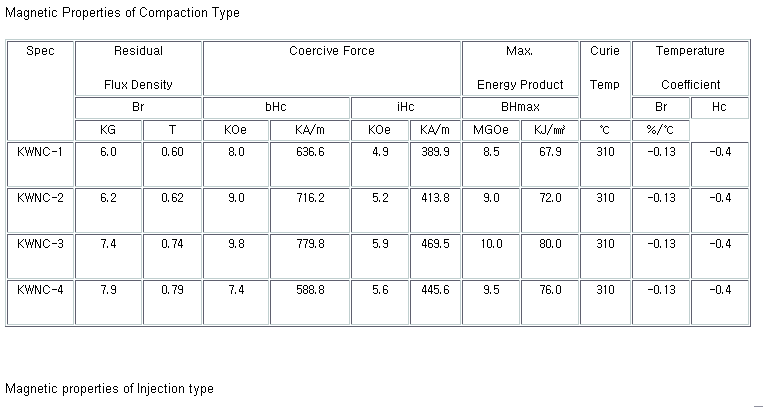 Magnetic Properties of Compaction Type
Spec Residual Coercive Force Max. Curie Temperature
Flux Density Energy Product Temp Coefficient
Br bHc iHc BHmax Br Hc
KG T KOe KA/m KOe KA/m MGOe KJ/㎟ ℃ %/℃
KWNC-1 6.0 0.60 8.0 636.6 4.9 389.9 8.5 67.9 310 -0.13 -0.4
KWNC-2 6.2 0.62 9.0 716.2 5.2 413.8 9.0 72.0 310 -0.13 -0.4
KWNC-3 7.4 0.74 9.8 779.8 5.9 469.5 10.0 80.0 310 -0.13 -0.4
KWNC-4 7.9 0.79 7.4 588.8 5.6 445.6 9.5 76.0 310 -0.13 -0.4
Magnetic properties of Injection type